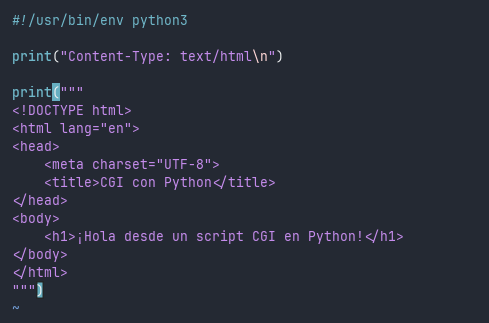 #!/usr/bin/env python3

print("Content-Type: text/html\n")

print("""
<!DOCTYPE html>
<html lang="en">
<head>
    <meta charset="UTF-8">
    <title>CGI con Python</title>
</head>
<body>
    <h1>¡Hola desde un script CGI en Python!</h1>
</body>
</html>
""")
~